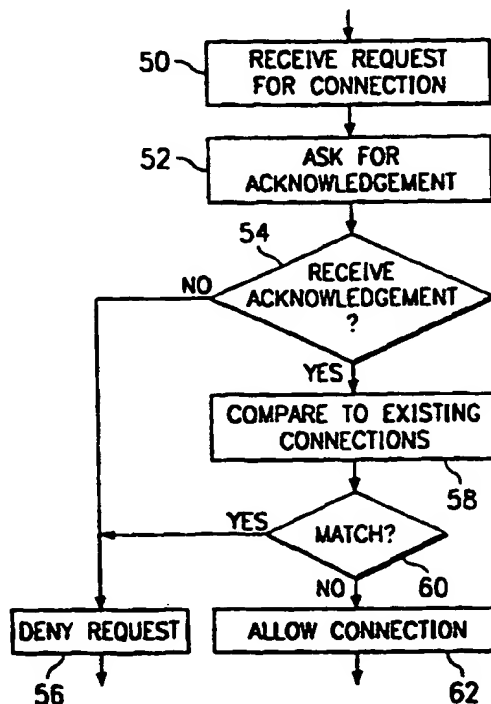 50
RECEIVE REQUEST
FOR CONNECTION
52
ASK FOR
ACKNOWLEDGEMENT
54
NO
RECEIVE
ACKNOWLEDGEMENT
?
YES
COMPARE TO EXISTING
CONNECTIONS
58
YES
MATCH?
NO
60
DENY REQUEST
ALLOW CONNECTION
56
62